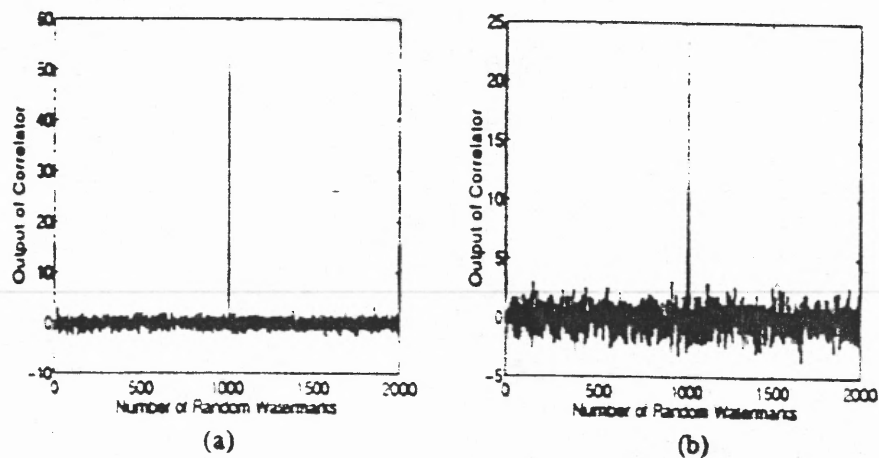 60
50
40
30
20
10
0
-10
Output of Correlator
0 500 1000 1500 2000
Number of Random Watermarks
(a)
25
20
15
10
5
0
-5
Output of Correlator
0 500 1000 1500 2000
Number of Random Watermarks
(b)